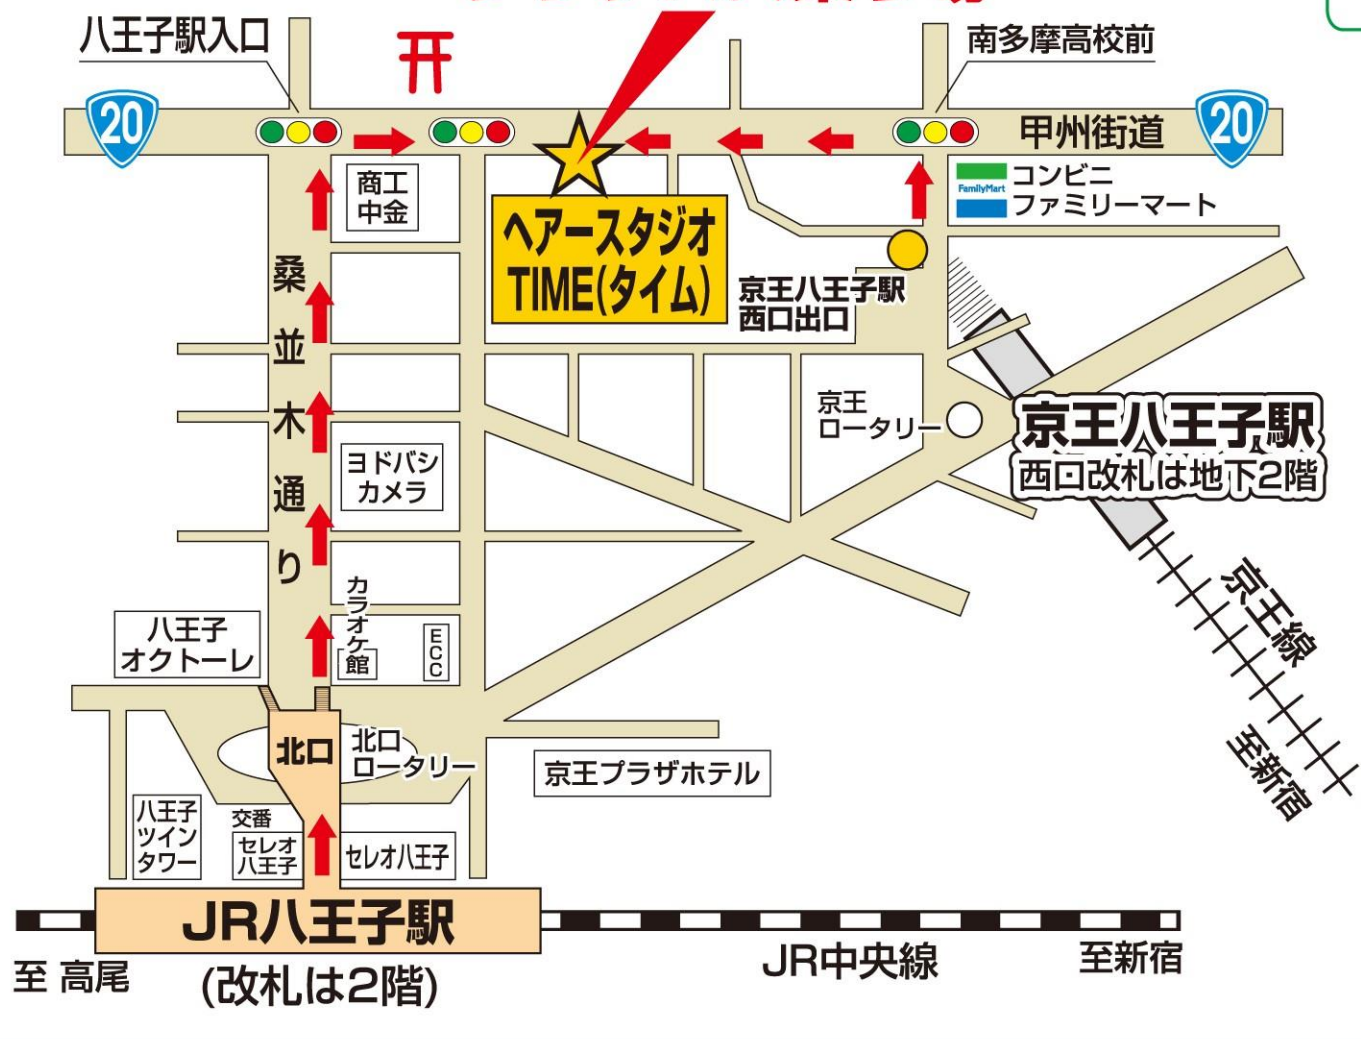 八王子駅入口
南多摩高校前
20
甲州街道
20
商工
中金
FamilyMart
コンビニ
ファミリーマート
ヘアースタジオ
TIME(タイム)
京王八王子駅
西口出口
桑並木通り
京王
ロータリー
京王八王子駅
西口改札は地下2階
ヨドバシ
カメラ
カラオケ館
ECC
八王子
オクトーレ
京王線
至新宿
北口
北口
ロータリー
京王プラザホテル
八王子
ツイン
タワー
交番
セレオ
八王子
セレオ八王子
JR八王子駅
(改札は2階)
至 高尾
JR中央線
至新宿